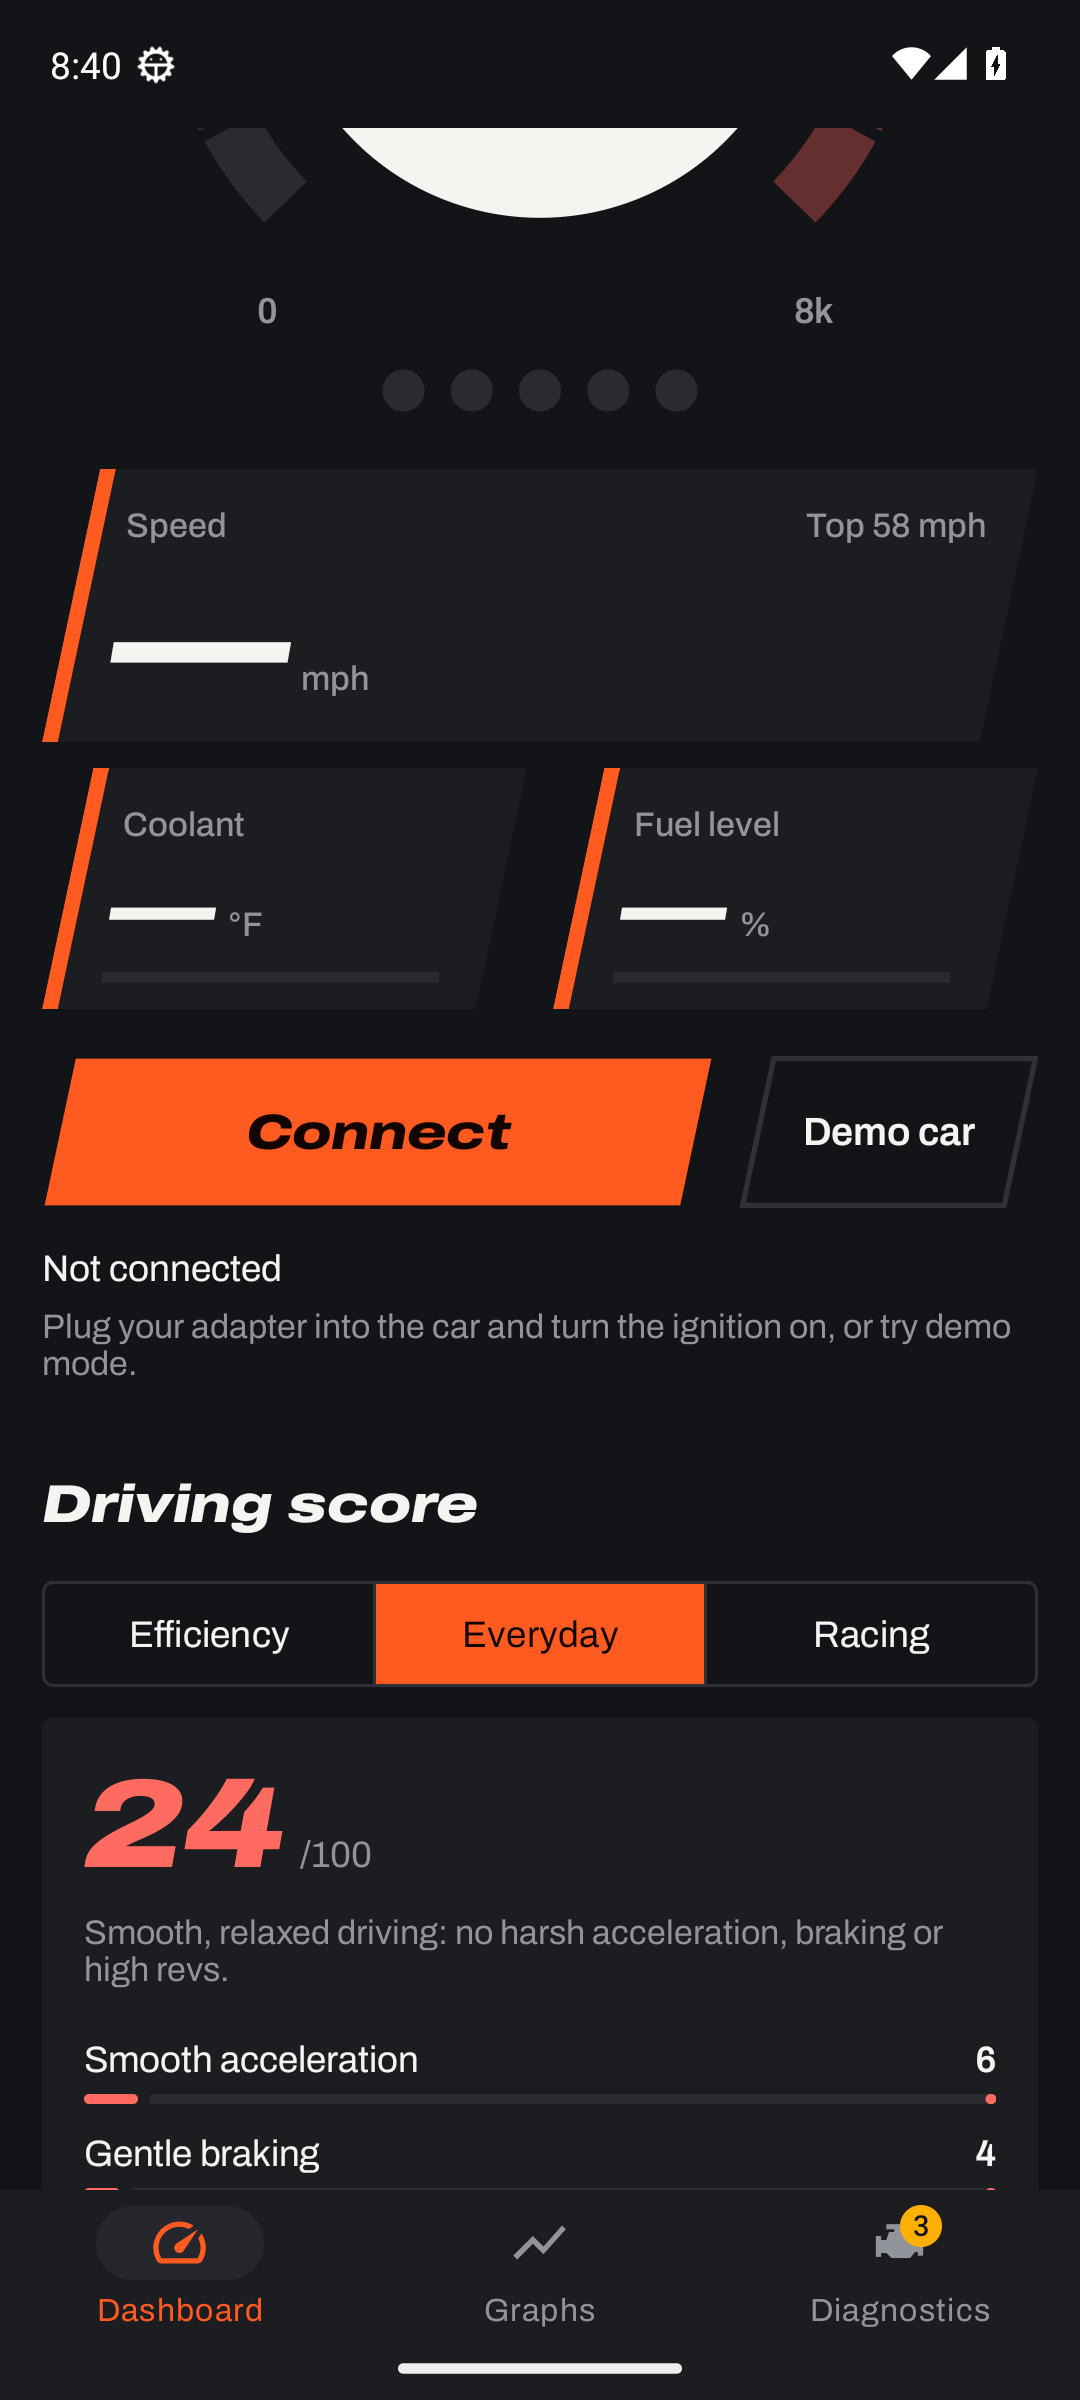 8:40
0
8k
Speed
Top 58 mph
mph
Coolant
Fuel level
°F
%
Connect
Demo car
Not connected
Plug your adapter into the car and turn the ignition on, or try demo
mode.
Driving score
Efficiency
Everyday
Racing
24 /100
Smooth, relaxed driving: no harsh acceleration, braking or
high revs.
Smooth acceleration
6
Gentle braking
4
3
Dashboard
Graphs
Diagnostics